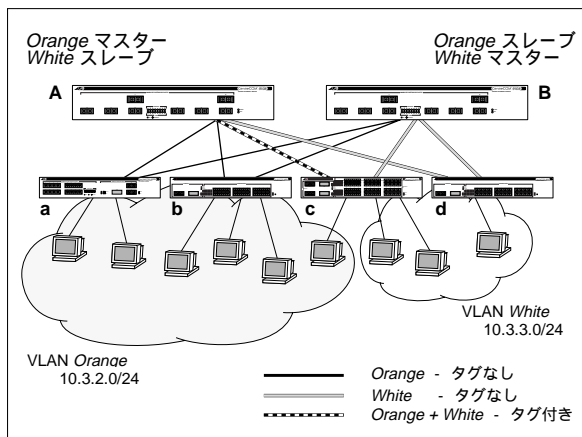 Orange マスター
White スレーブ
Orange スレーブ
White マスター
A
B
a
b
c
d
VLAN White
10.3.3.0/24
VLAN Orange
10.3.2.0/24
Orange - タグなし
White - タグなし
Orange + White - タグ付き